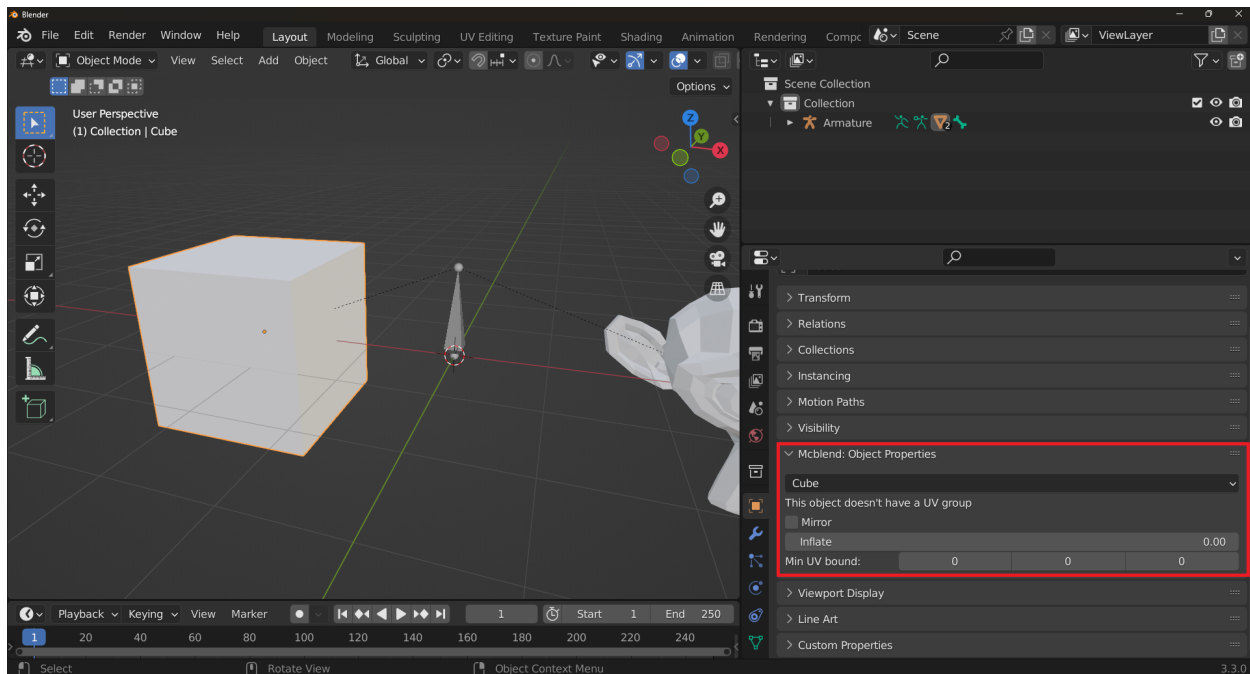 Blender
File Edit Render Window Help Layout Modeling Sculpting UV Editing Texture Paint Shading Animation Rendering Compc Scene ViewLayer
Object Mode View Select Add Object Global
Options
User Perspective
(1) Collection | Cube
Z
Y
X
Scene Collection
Collection
Armature 2
Transform
Relations
Collections
Instancing
Motion Paths
Visibility
Mcblend: Object Properties
Cube
This object doesn't have a UV group
Mirror
Inflate 0.00
Min UV bound: 0 0 0
Viewport Display
Line Art
Custom Properties
Playback Keying View Marker 1 Start 1 End 250
1 20 40 60 80 100 120 140 160 180 200 220 240
Select Rotate View Object Context Menu 3.3.0